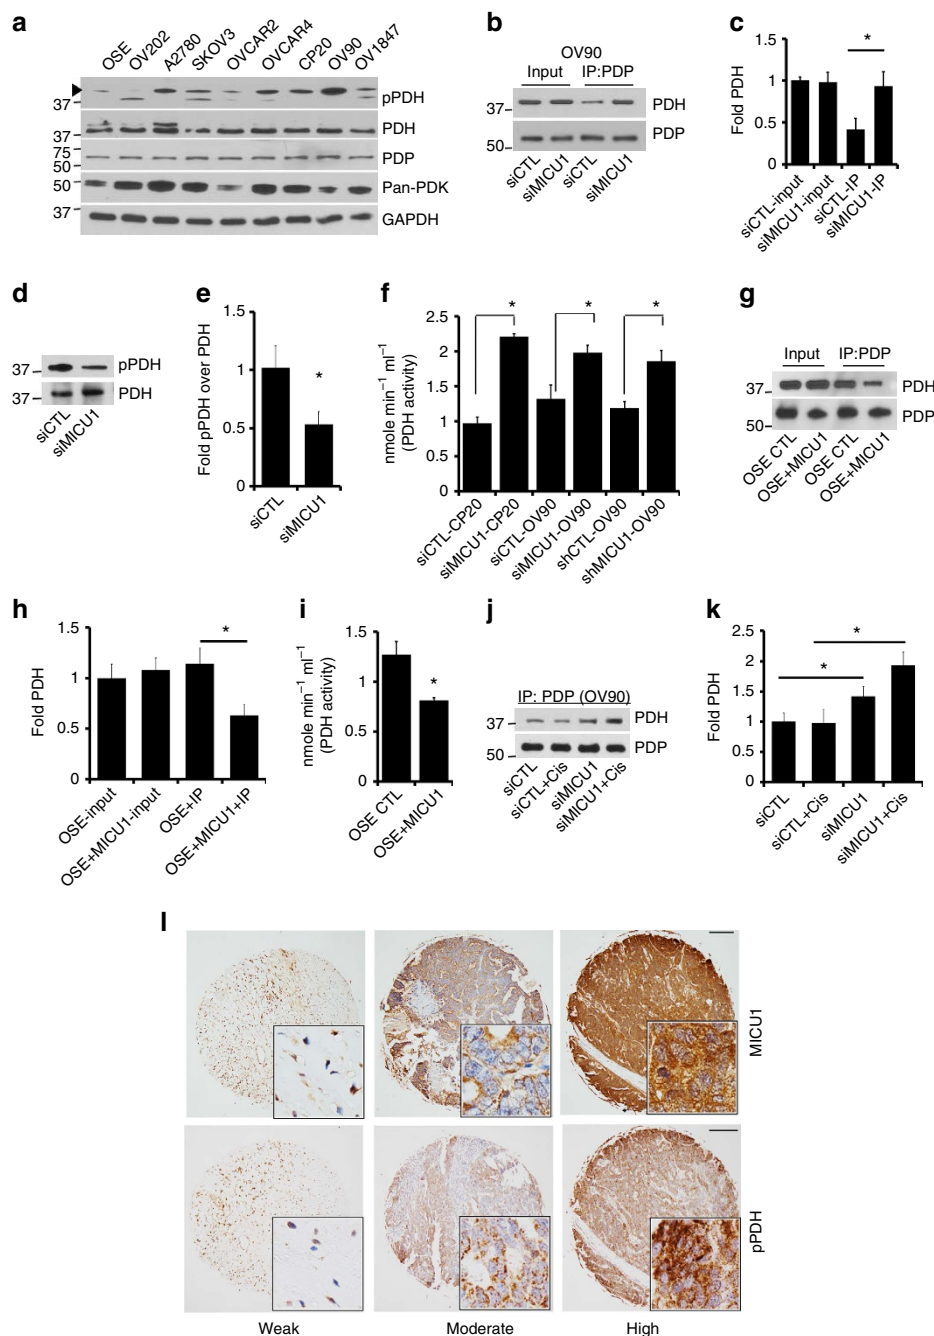 a
OSE
OV202
A2780
SKOV3
OVCAR2
OVCAR4
CP20
OV90
OV1847
37
pPDH
37
PDH
75
50
PDP
50
Pan-PDK
37
GAPDH
b
OV90
Input IP:PDP
37
PDH
50
PDP
siCTL
siMICU1
siCTL
siMICU1
c
Fold PDH
1.5
1
0.5
0
*
siCTL-input
siMICU1-input
siCTL-IP
siMICU1-IP
d
37
pPDH
37
PDH
siCTL
siMICU1
e
Fold pPDH over PDH
1.5
1
0.5
0
*
siCTL
siMICU1
f
nmole min⁻¹ ml⁻¹
(PDH activity)
2.5
2
1.5
1
0.5
0
* * *
siCTL-CP20
siMICU1-CP20
siCTL-OV90
siMICU1-OV90
shCTL-OV90
shMICU1-OV90
g
Input IP:PDP
37
PDH
50
PDP
OSE CTL
OSE+MICU1
OSE CTL
OSE+MICU1
h
Fold PDH
1.5
1
0.5
0
*
OSE-input
OSE+MICU1-input
OSE+IP
OSE+MICU1+IP
i
nmole min⁻¹ ml⁻¹
(PDH activity)
1.5
1
0.5
0
*
OSE CTL
OSE+MICU1
j
IP: PDP (OV90)
37
PDH
50
PDP
siCTL
siCTL+Cis
siMICU1
siMICU1+Cis
k
Fold PDH
2.5
2
1.5
1
0.5
0
*
*
siCTL
siCTL+Cis
siMICU1
siMICU1+Cis
l
MICU1
pPDH
Weak Moderate High